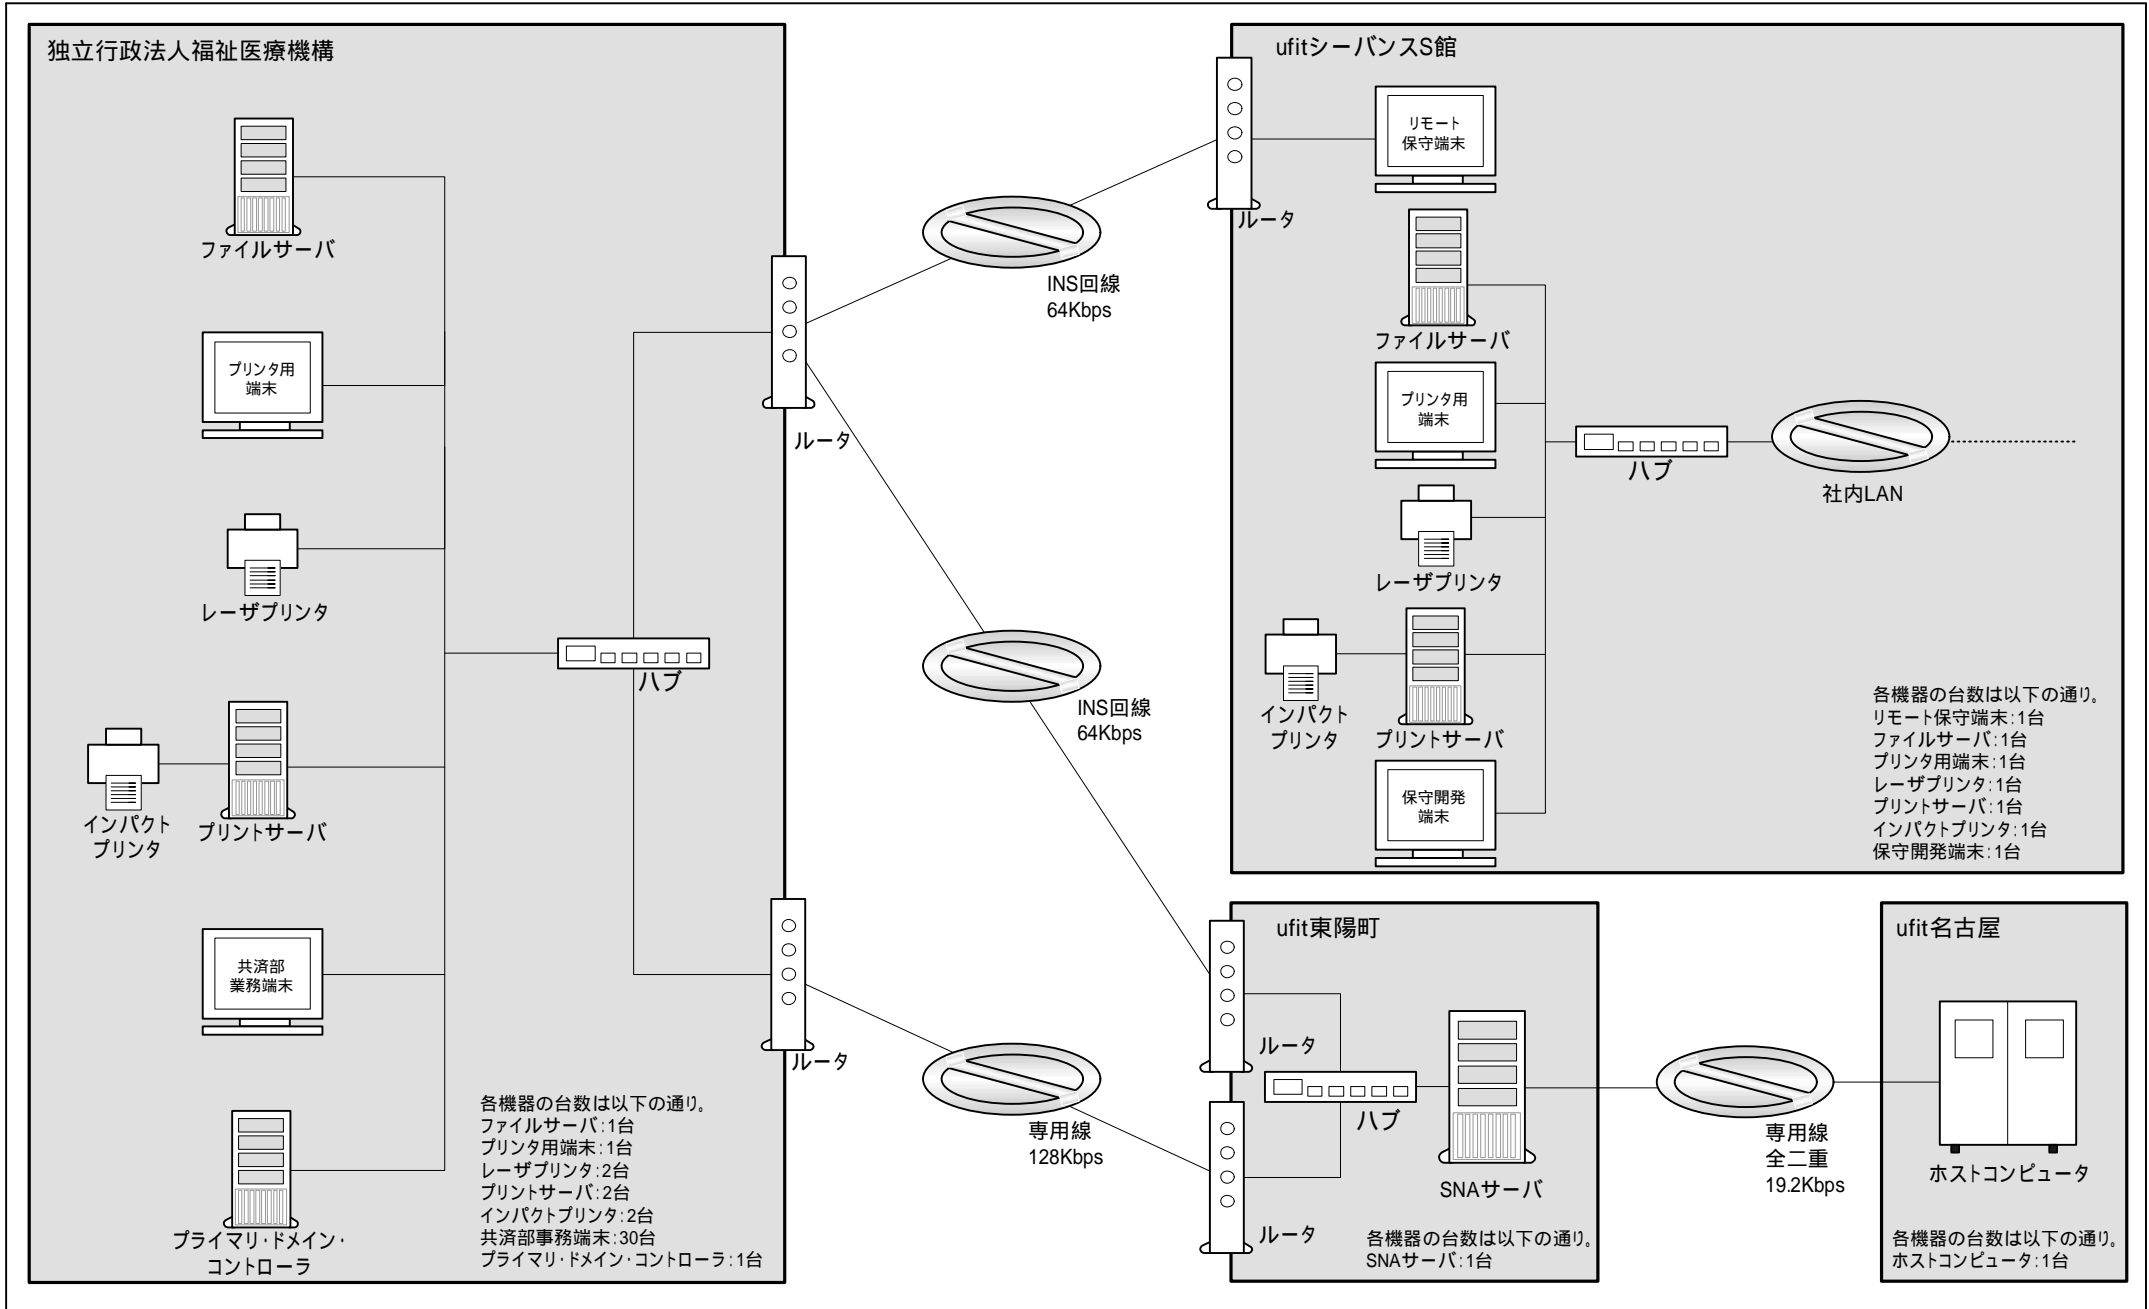 独立行政法人福祉医療機構
ファイルサーバ
プリンタ用
端末
レーザプリンタ
インパクト
プリンタ
プリントサーバ
共済部
業務端末
プライマリ・ドメイン・
コントローラ
ハブ
ルータ
ルータ
各機器の台数は以下の通り。
ファイルサーバ:1台
プリンタ用端末:1台
レーザプリンタ:2台
プリントサーバ:2台
インパクトプリンタ:2台
共済部事務端末:30台
プライマリ・ドメイン・コントローラ:1台
INS回線
64Kbps
INS回線
64Kbps
専用線
128Kbps
ufitシーバンスS館
ルータ
リモート
保守端末
ファイルサーバ
プリンタ用
端末
レーザプリンタ
インパクト
プリンタ
プリントサーバ
保守開発
端末
ハブ
社内LAN
各機器の台数は以下の通り。
リモート保守端末:1台
ファイルサーバ:1台
プリンタ用端末:1台
レーザプリンタ:1台
プリントサーバ:1台
インパクトプリンタ:1台
保守開発端末:1台
ufit東陽町
ルータ
ハブ
ルータ
SNAサーバ
各機器の台数は以下の通り。
SNAサーバ:1台
専用線
全二重
19.2Kbps
ufit名古屋
ホストコンピュータ
各機器の台数は以下の通り。
ホストコンピュータ:1台